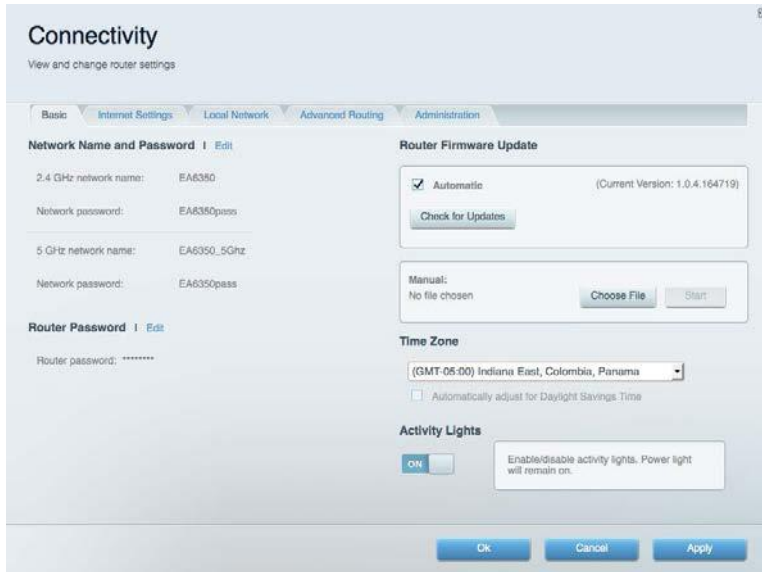 Connectivity
View and change router settings
Basic
Internet Settings
Local Network
Advanced Routing
Administration
Network Name and Password | Edit
2.4 GHz network name: EA6350
Network password: EA6350pass
5 GHz network name: EA6350_5Ghz
Network password: EA6350pass
Router Password | Edit
Router password: ********
Router Firmware Update
Automatic (Current Version: 1.0.4.164719)
Check for Updates
Manual:
No file chosen
Choose File
Start
Time Zone
(GMT-05:00) Indiana East, Colombia, Panama
Automatically adjust for Daylight Savings Time
Activity Lights
ON
Enable/disable activity lights. Power light
will remain on.
Ok
Cancel
Apply